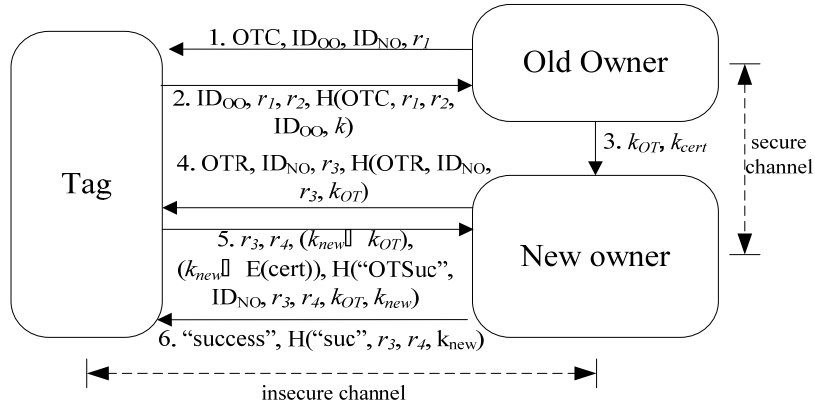 1. OTC, ID_OO, ID_NO, r_1
Old Owner
2. ID_OO, r_1, r_2, H(OTC, r_1, r_2,
ID_OO, k)
3. k_OT, k_cert
secure
channel
4. OTR, ID_NO, r_3, H(OTR, ID_NO,
r_3, k_OT)
Tag
5. r_3, r_4, (k_new▯ k_OT),
(k_new▯ E(cert)), H("OTSuc",
ID_NO, r_3, r_4, k_OT, k_new)
New owner
6. "success", H("suc", r_3, r_4, k_new)
insecure channel